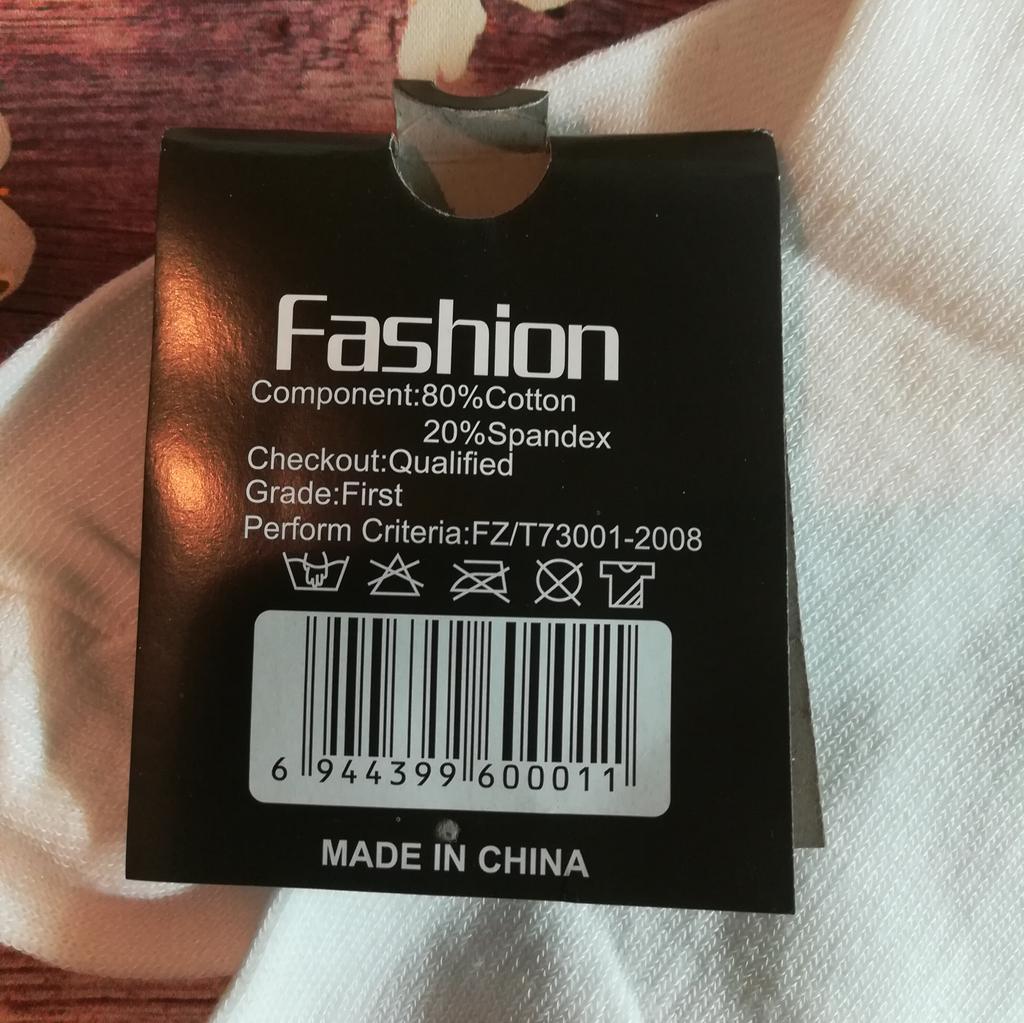 Fashion
Component:80%Cotton
20%Spandex
Checkout:Qualified
Grade:First
Perform Criteria:FZ/T73001-2008
6 944399 600011
MADE IN CHINA